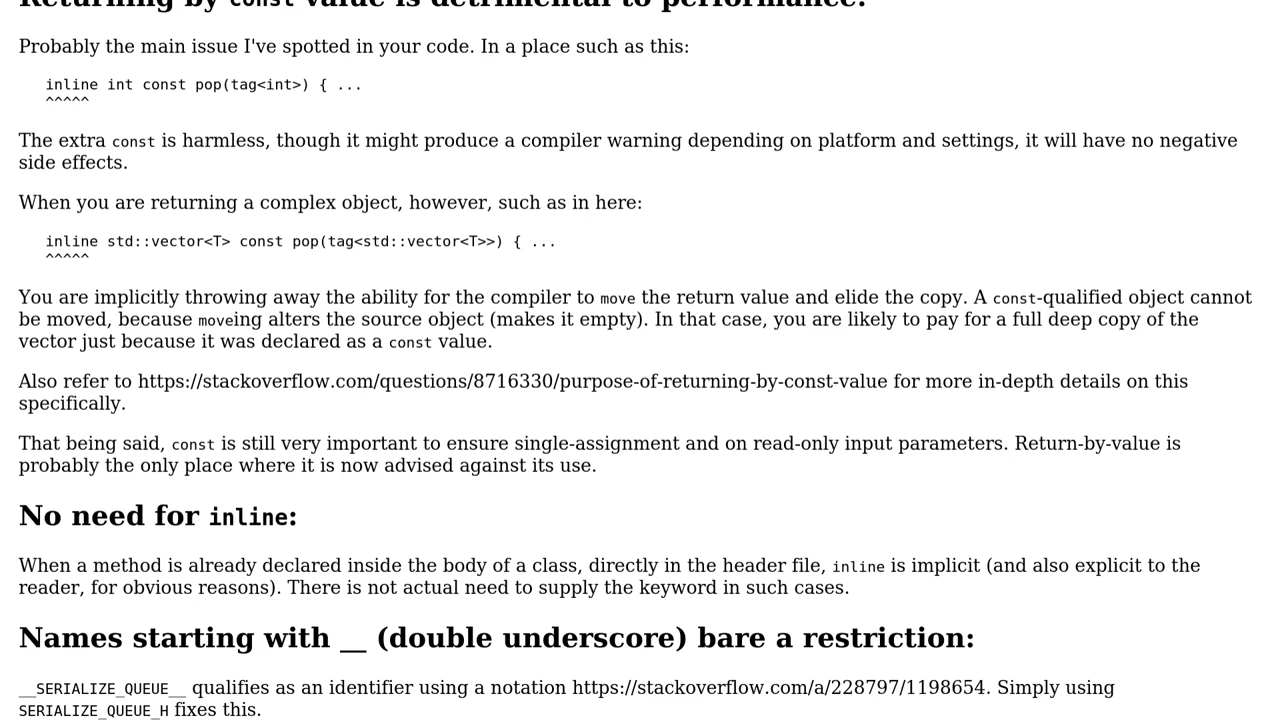 Returning by const value is detrimental to performance:
Probably the main issue I've spotted in your code. In a place such as this:
inline int const pop(tag<int>) { ...
^^^^^
The extra const is harmless, though it might produce a compiler warning depending on platform and settings, it will have no negative
side effects.
When you are returning a complex object, however, such as in here:
inline std::vector<T> const pop(tag<std::vector<T>>) { ...
^^^^^
You are implicitly throwing away the ability for the compiler to move the return value and elide the copy. A const-qualified object cannot
be moved, because moveing alters the source object (makes it empty). In that case, you are likely to pay for a full deep copy of the
vector just because it was declared as a const value.
Also refer to https://stackoverflow.com/questions/8716330/purpose-of-returning-by-const-value for more in-depth details on this
specifically.
That being said, const is still very important to ensure single-assignment and on read-only input parameters. Return-by-value is
probably the only place where it is now advised against its use.
No need for inline:
When a method is already declared inside the body of a class, directly in the header file, inline is implicit (and also explicit to the
reader, for obvious reasons). There is not actual need to supply the keyword in such cases.
Names starting with __ (double underscore) bare a restriction:
__SERIALIZE_QUEUE__ qualifies as an identifier using a notation https://stackoverflow.com/a/228797/1198654. Simply using
SERIALIZE_QUEUE_H fixes this.